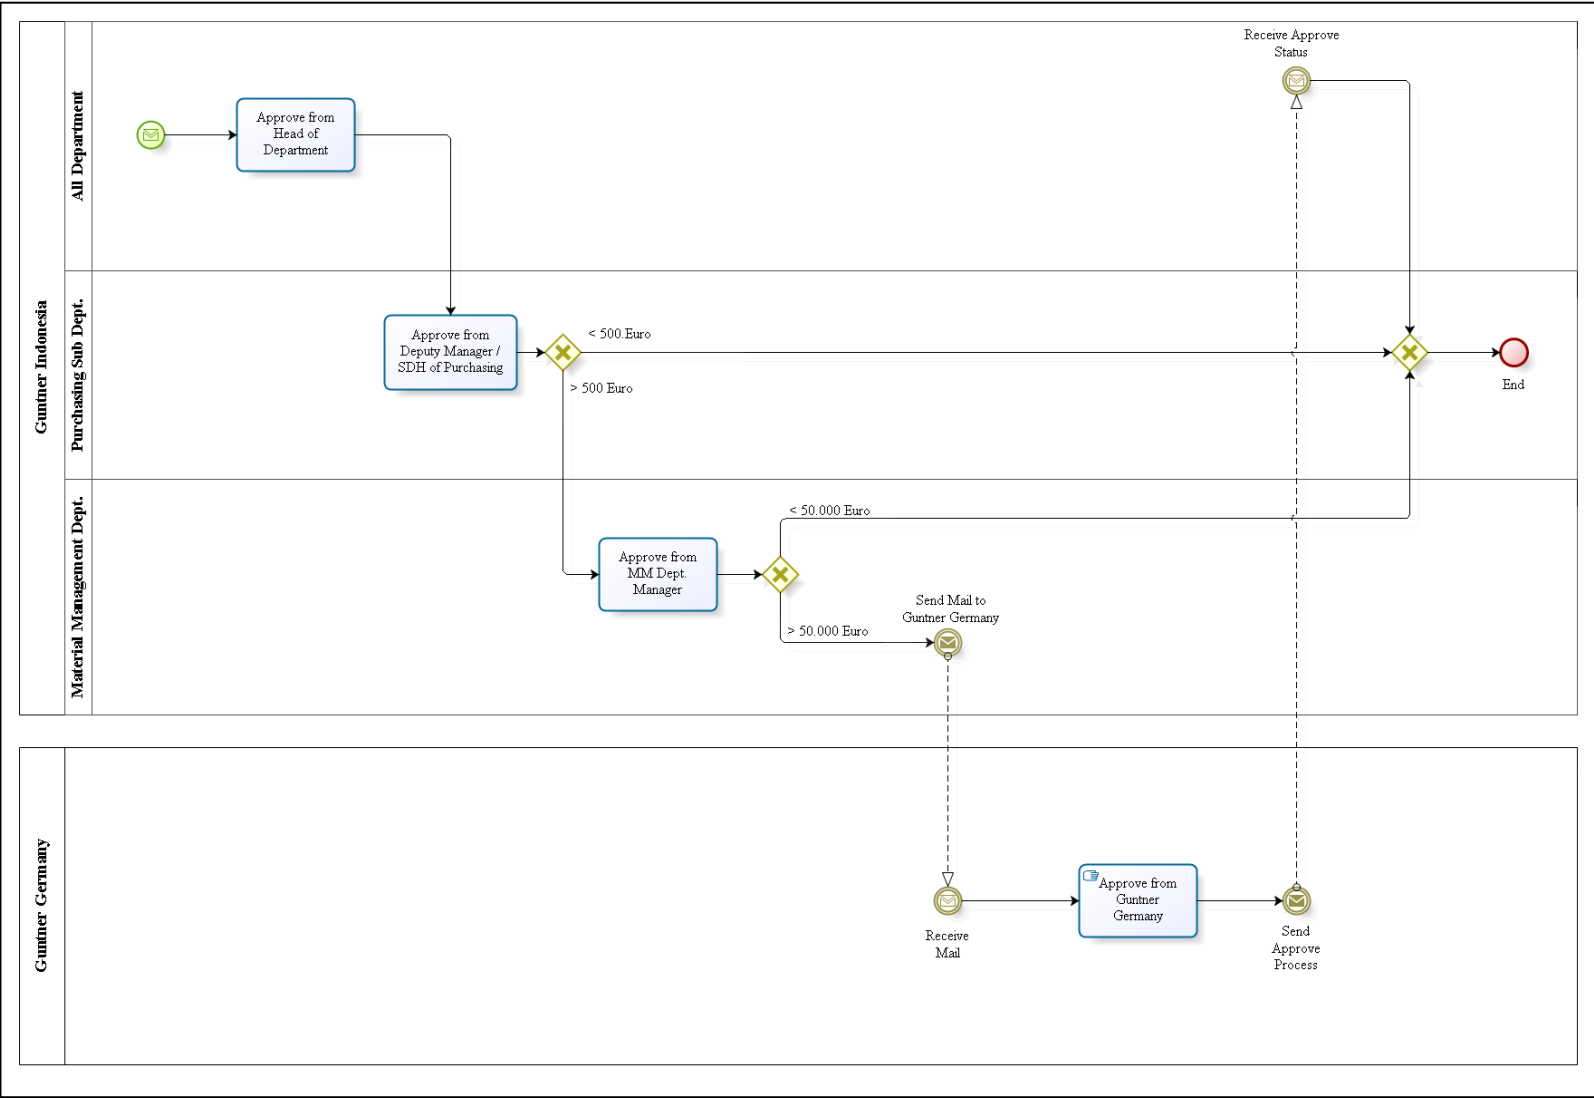 Guntner Indonesia
All Department
Receive Approve
Status
Approve from
Head of
Department
Purchasing Sub Dept.
Approve from
Deputy Manager /
SDH of Purchasing
< 500.Euro
> 500 Euro
End
Material Management Dept.
Approve from
MM Dept.
Manager
< 50.000 Euro
> 50.000 Euro
Send Mail to
Guntner Germany
Guntner Germany
Receive
Mail
Approve from
Guntner
Germany
Send
Approve
Process